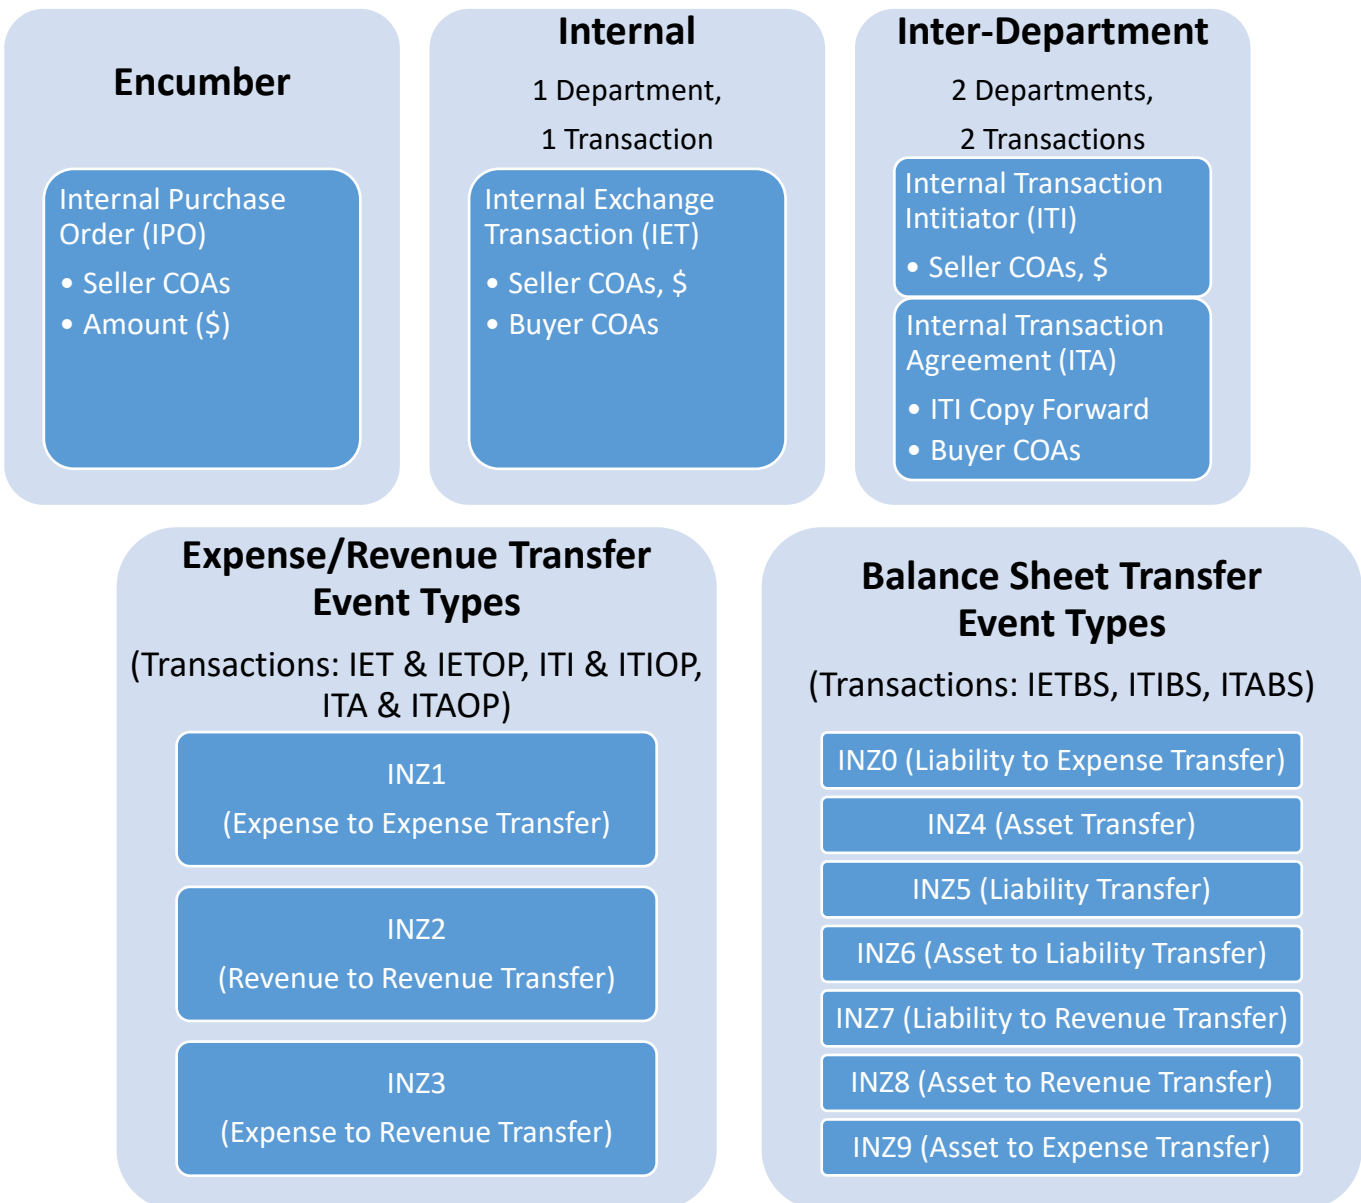 Encumber
Internal Purchase
Order (IPO)
• Seller COAs
• Amount ($)
Internal
1 Department,
1 Transaction
Internal Exchange
Transaction (IET)
• Seller COAs, $
• Buyer COAs
Inter-Department
2 Departments,
2 Transactions
Internal Transaction
Intitiator (ITI)
• Seller COAs, $
Internal Transaction
Agreement (ITA)
• ITI Copy Forward
• Buyer COAs
Expense/Revenue Transfer
Event Types
(Transactions: IET & IETOP, ITI & ITIOP,
ITA & ITAOP)
INZ1
(Expense to Expense Transfer)
INZ2
(Revenue to Revenue Transfer)
INZ3
(Expense to Revenue Transfer)
Balance Sheet Transfer
Event Types
(Transactions: IETBS, ITIBS, ITABS)
INZ0 (Liability to Expense Transfer)
INZ4 (Asset Transfer)
INZ5 (Liability Transfer)
INZ6 (Asset to Liability Transfer)
INZ7 (Liability to Revenue Transfer)
INZ8 (Asset to Revenue Transfer)
INZ9 (Asset to Expense Transfer)